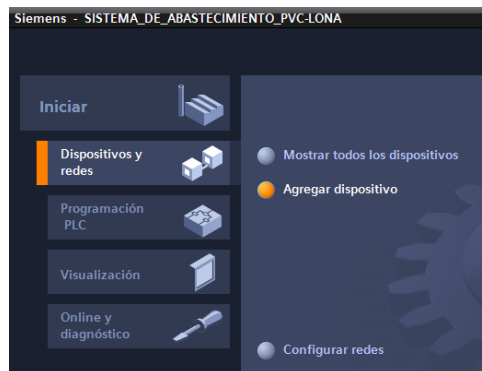 Siemens - SISTEMA_DE_ABASTECIMIENTO_PVC-LONA
Iniciar
Dispositivos y
redes
Programación
PLC
Visualización
Online y
diagnóstico
Mostrar todos los dispositivos
Agregar dispositivo
Configurar redes